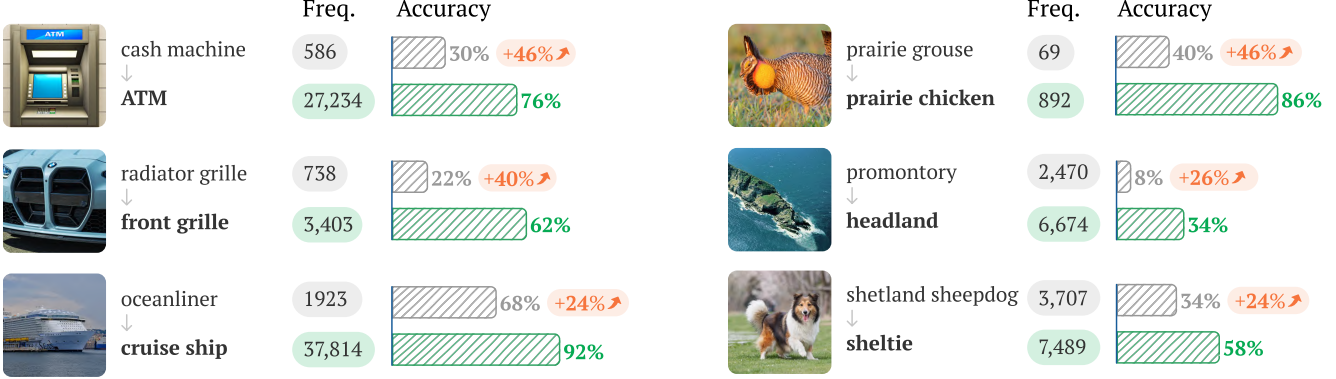 Freq. Accuracy
ATM
cash machine 586 30% +46%
↓
ATM 27,234 76%
radiator grille 738 22% +40%
↓
front grille 3,403 62%
oceanliner 1923 68% +24%
↓
cruise ship 37,814 92%
Freq. Accuracy
prairie grouse 69 40% +46%
↓
prairie chicken 892 86%
promontory 2,470 8% +26%
↓
headland 6,674 34%
shetland sheepdog 3,707 34% +24%
↓
sheltie 7,489 58%